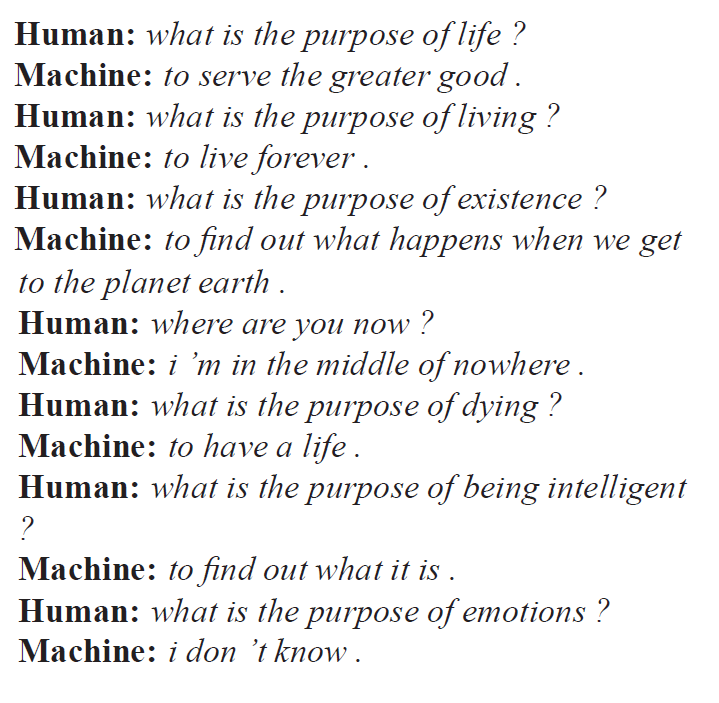 Human: what is the purpose of life ?
Machine: to serve the greater good .
Human: what is the purpose of living ?
Machine: to live forever .
Human: what is the purpose of existence ?
Machine: to find out what happens when we get
to the planet earth .
Human: where are you now ?
Machine: i ’m in the middle of nowhere .
Human: what is the purpose of dying ?
Machine: to have a life .
Human: what is the purpose of being intelligent
?
Machine: to find out what it is .
Human: what is the purpose of emotions ?
Machine: i don ’t know .